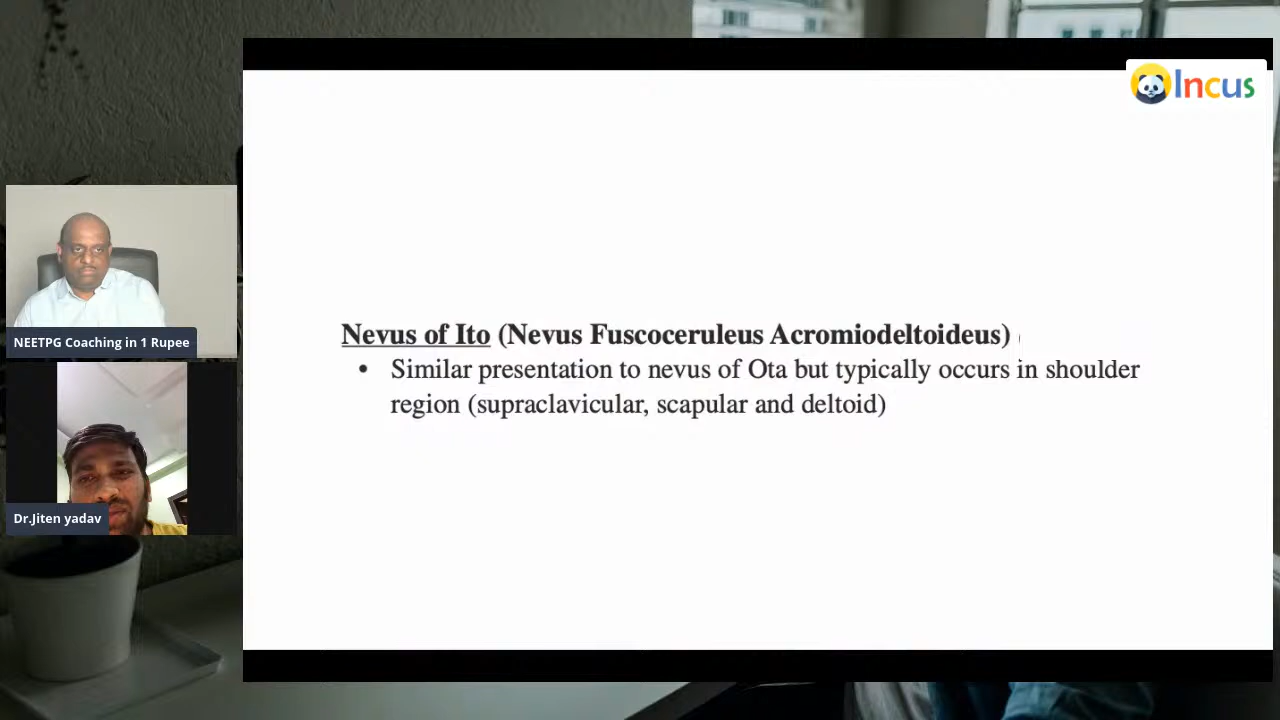 Incus
NEETPG Coaching in 1 Rupee
Dr.Jiten yadav
Nevus of Ito (Nevus Fuscoceruleus Acromiodeltoideus)
• Similar presentation to nevus of Ota but typically occurs in shoulder
region (supraclavicular, scapular and deltoid)